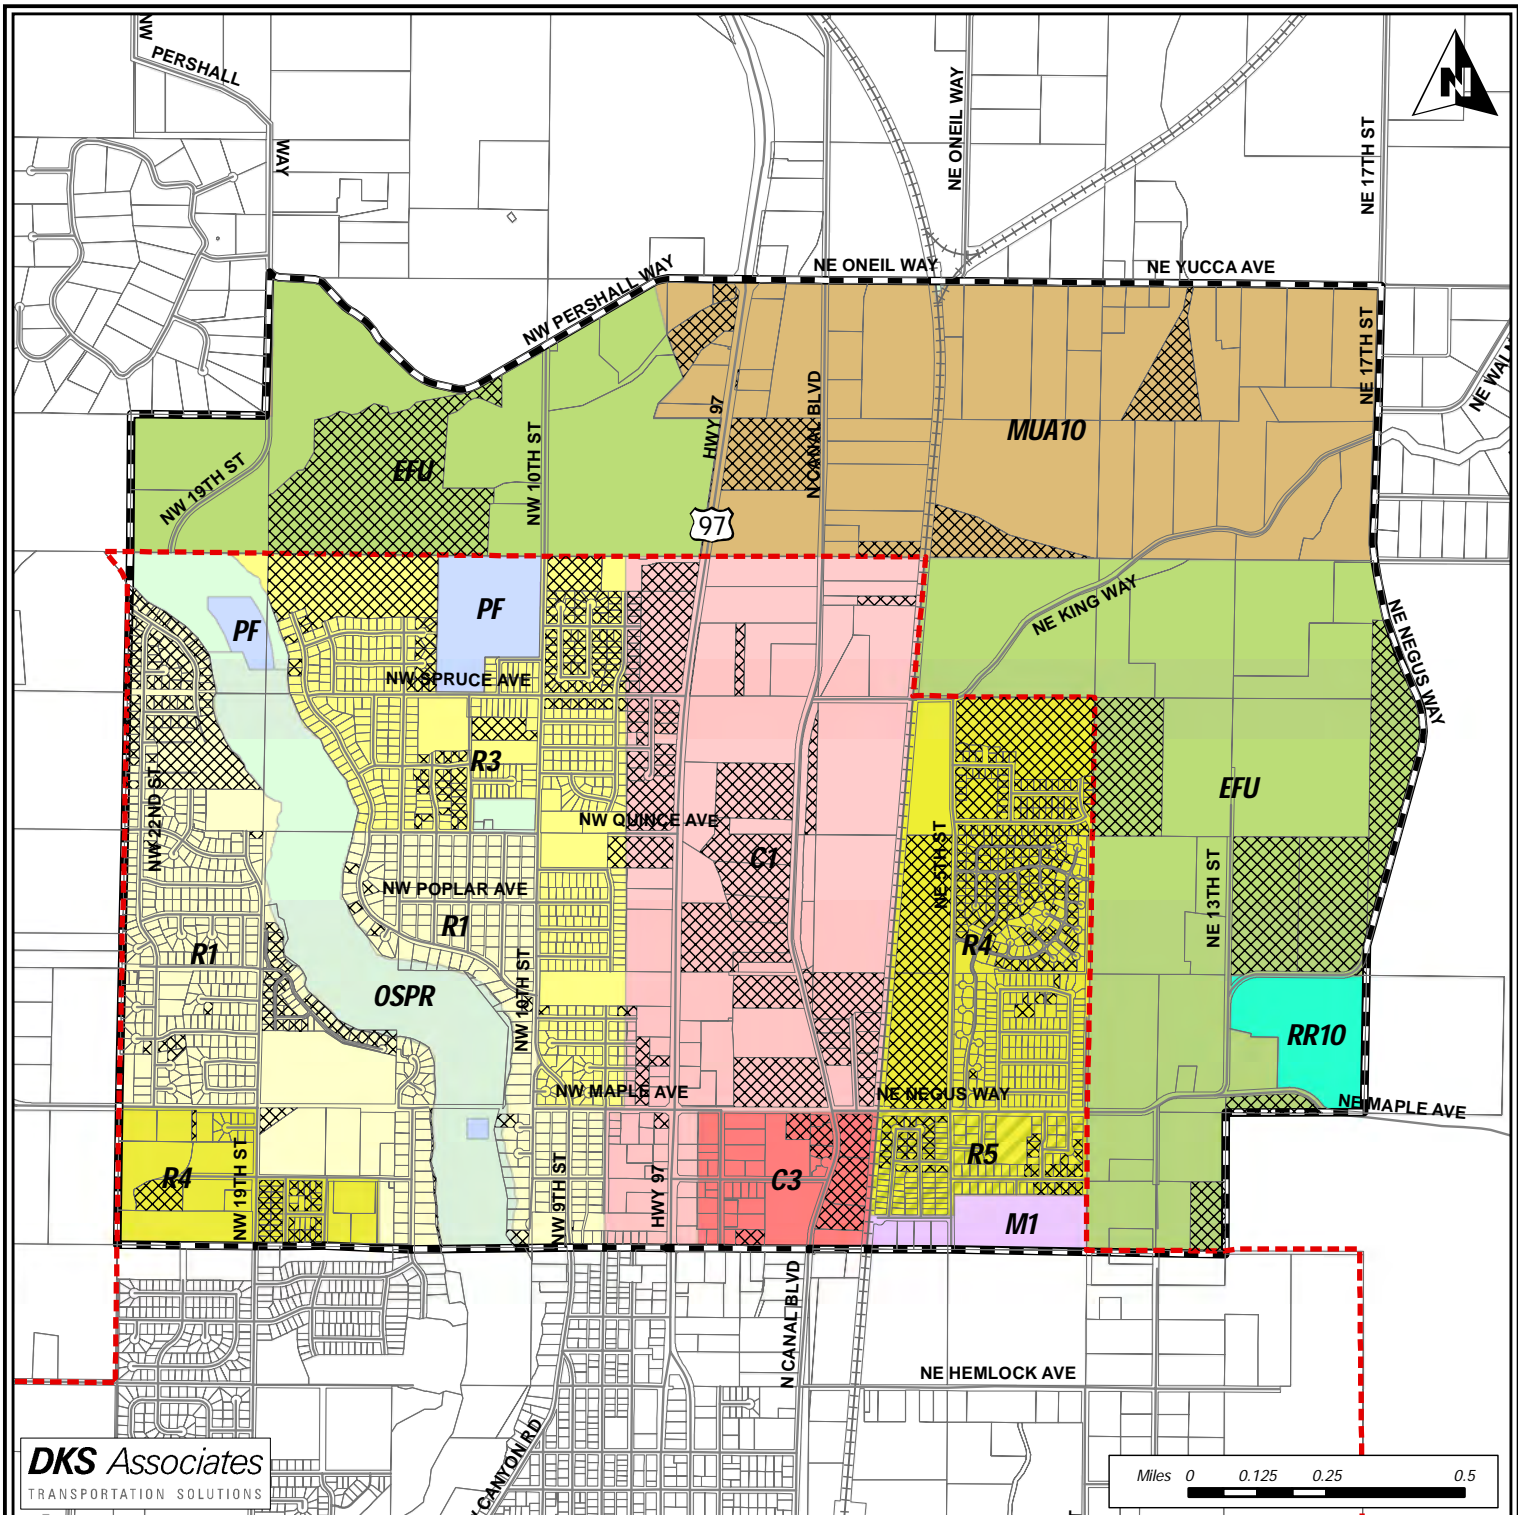 NW
PERSHALL
WAY
NE ONEIL WAY
NE 17TH ST
N
NW PERSHALL WAY
NE ONEIL WAY
NE YUCCA AVE
NE 17TH ST
HWY 97
N CANAL BLVD
MUA10
NW 10TH ST
EFU
NW 19TH ST
97
NE KING WAY
NE NEGUS WAY
PF
PF
NW SPRUCE AVE
R3
NW 22ND ST
NW QUINCE AVE
C1
EFU
NE 5TH ST
NE 13TH ST
NW POPLAR AVE
R1
R1
R4
OSPR
NW 10TH ST
RR10
NW MAPLE AVE
NE NEGUS WAY
NE MAPLE AVE
R4
NW 19TH ST
NW 9TH ST
HWY 97
C3
R5
M1
N CANAL BLVD
NE HEMLOCK AVE
CANYON RD
DKS Associates
TRANSPORTATION SOLUTIONS
Miles 0 0.125 0.25 0.5